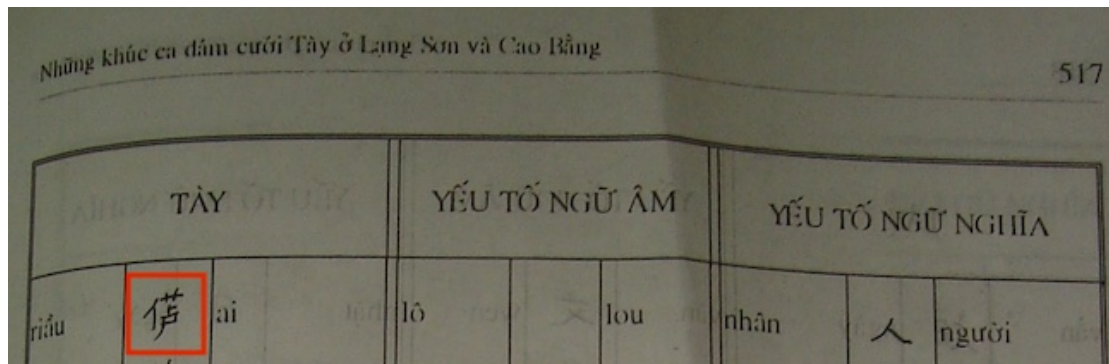 Những khúc ca đám cưới Tày ở Lạng Sơn và Cao Bằng
517
TÀY YẾU TỐ NGỮ ÂM YẾU TỐ NGỮ NGHĨA
ai lô lou nhân 人 người